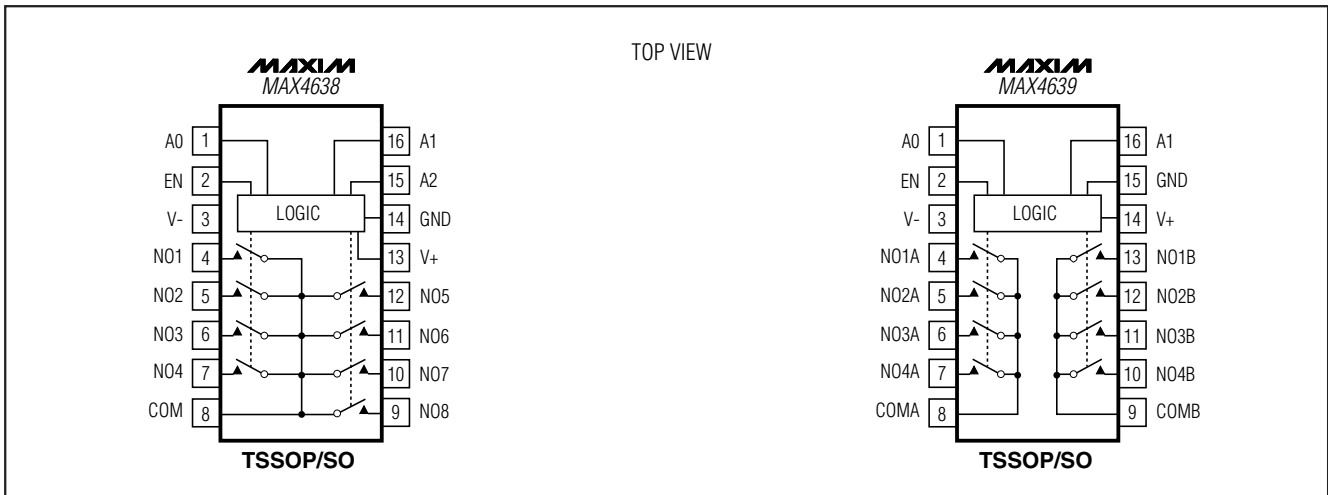 TOP VIEW
MAXIM
MAX4638
A0 1
16 A1
EN 2
15 A2
LOGIC
V- 3
14 GND
NO1 4
13 V+
NO2 5
12 NO5
NO3 6
11 NO6
NO4 7
10 NO7
COM 8
9 NO8
TSSOP/SO
MAXIM
MAX4639
A0 1
16 A1
EN 2
15 GND
LOGIC
V- 3
14 V+
NO1A 4
13 NO1B
NO2A 5
12 NO2B
NO3A 6
11 NO3B
NO4A 7
10 NO4B
COMA 8
9 COMB
TSSOP/SO